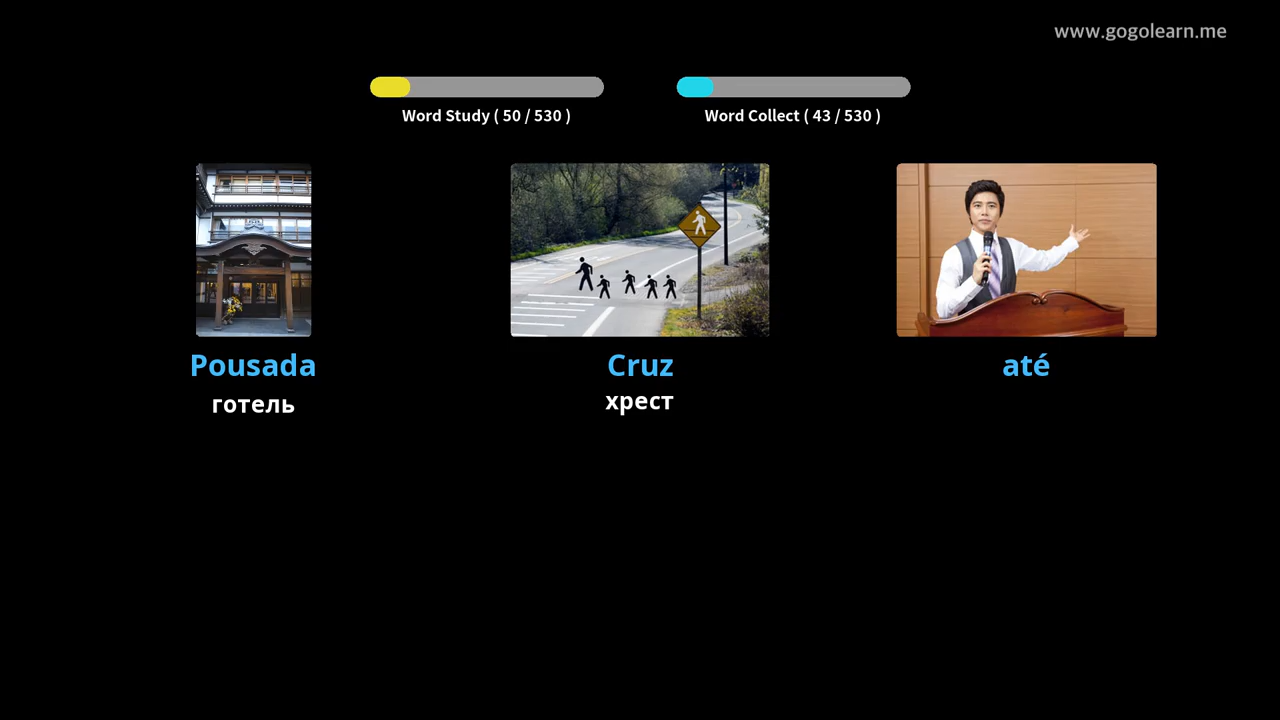 www.gogolearn.me
Word Study ( 50 / 530 )
Word Collect ( 43 / 530 )
Pousada
готель
Cruz
хрест
até